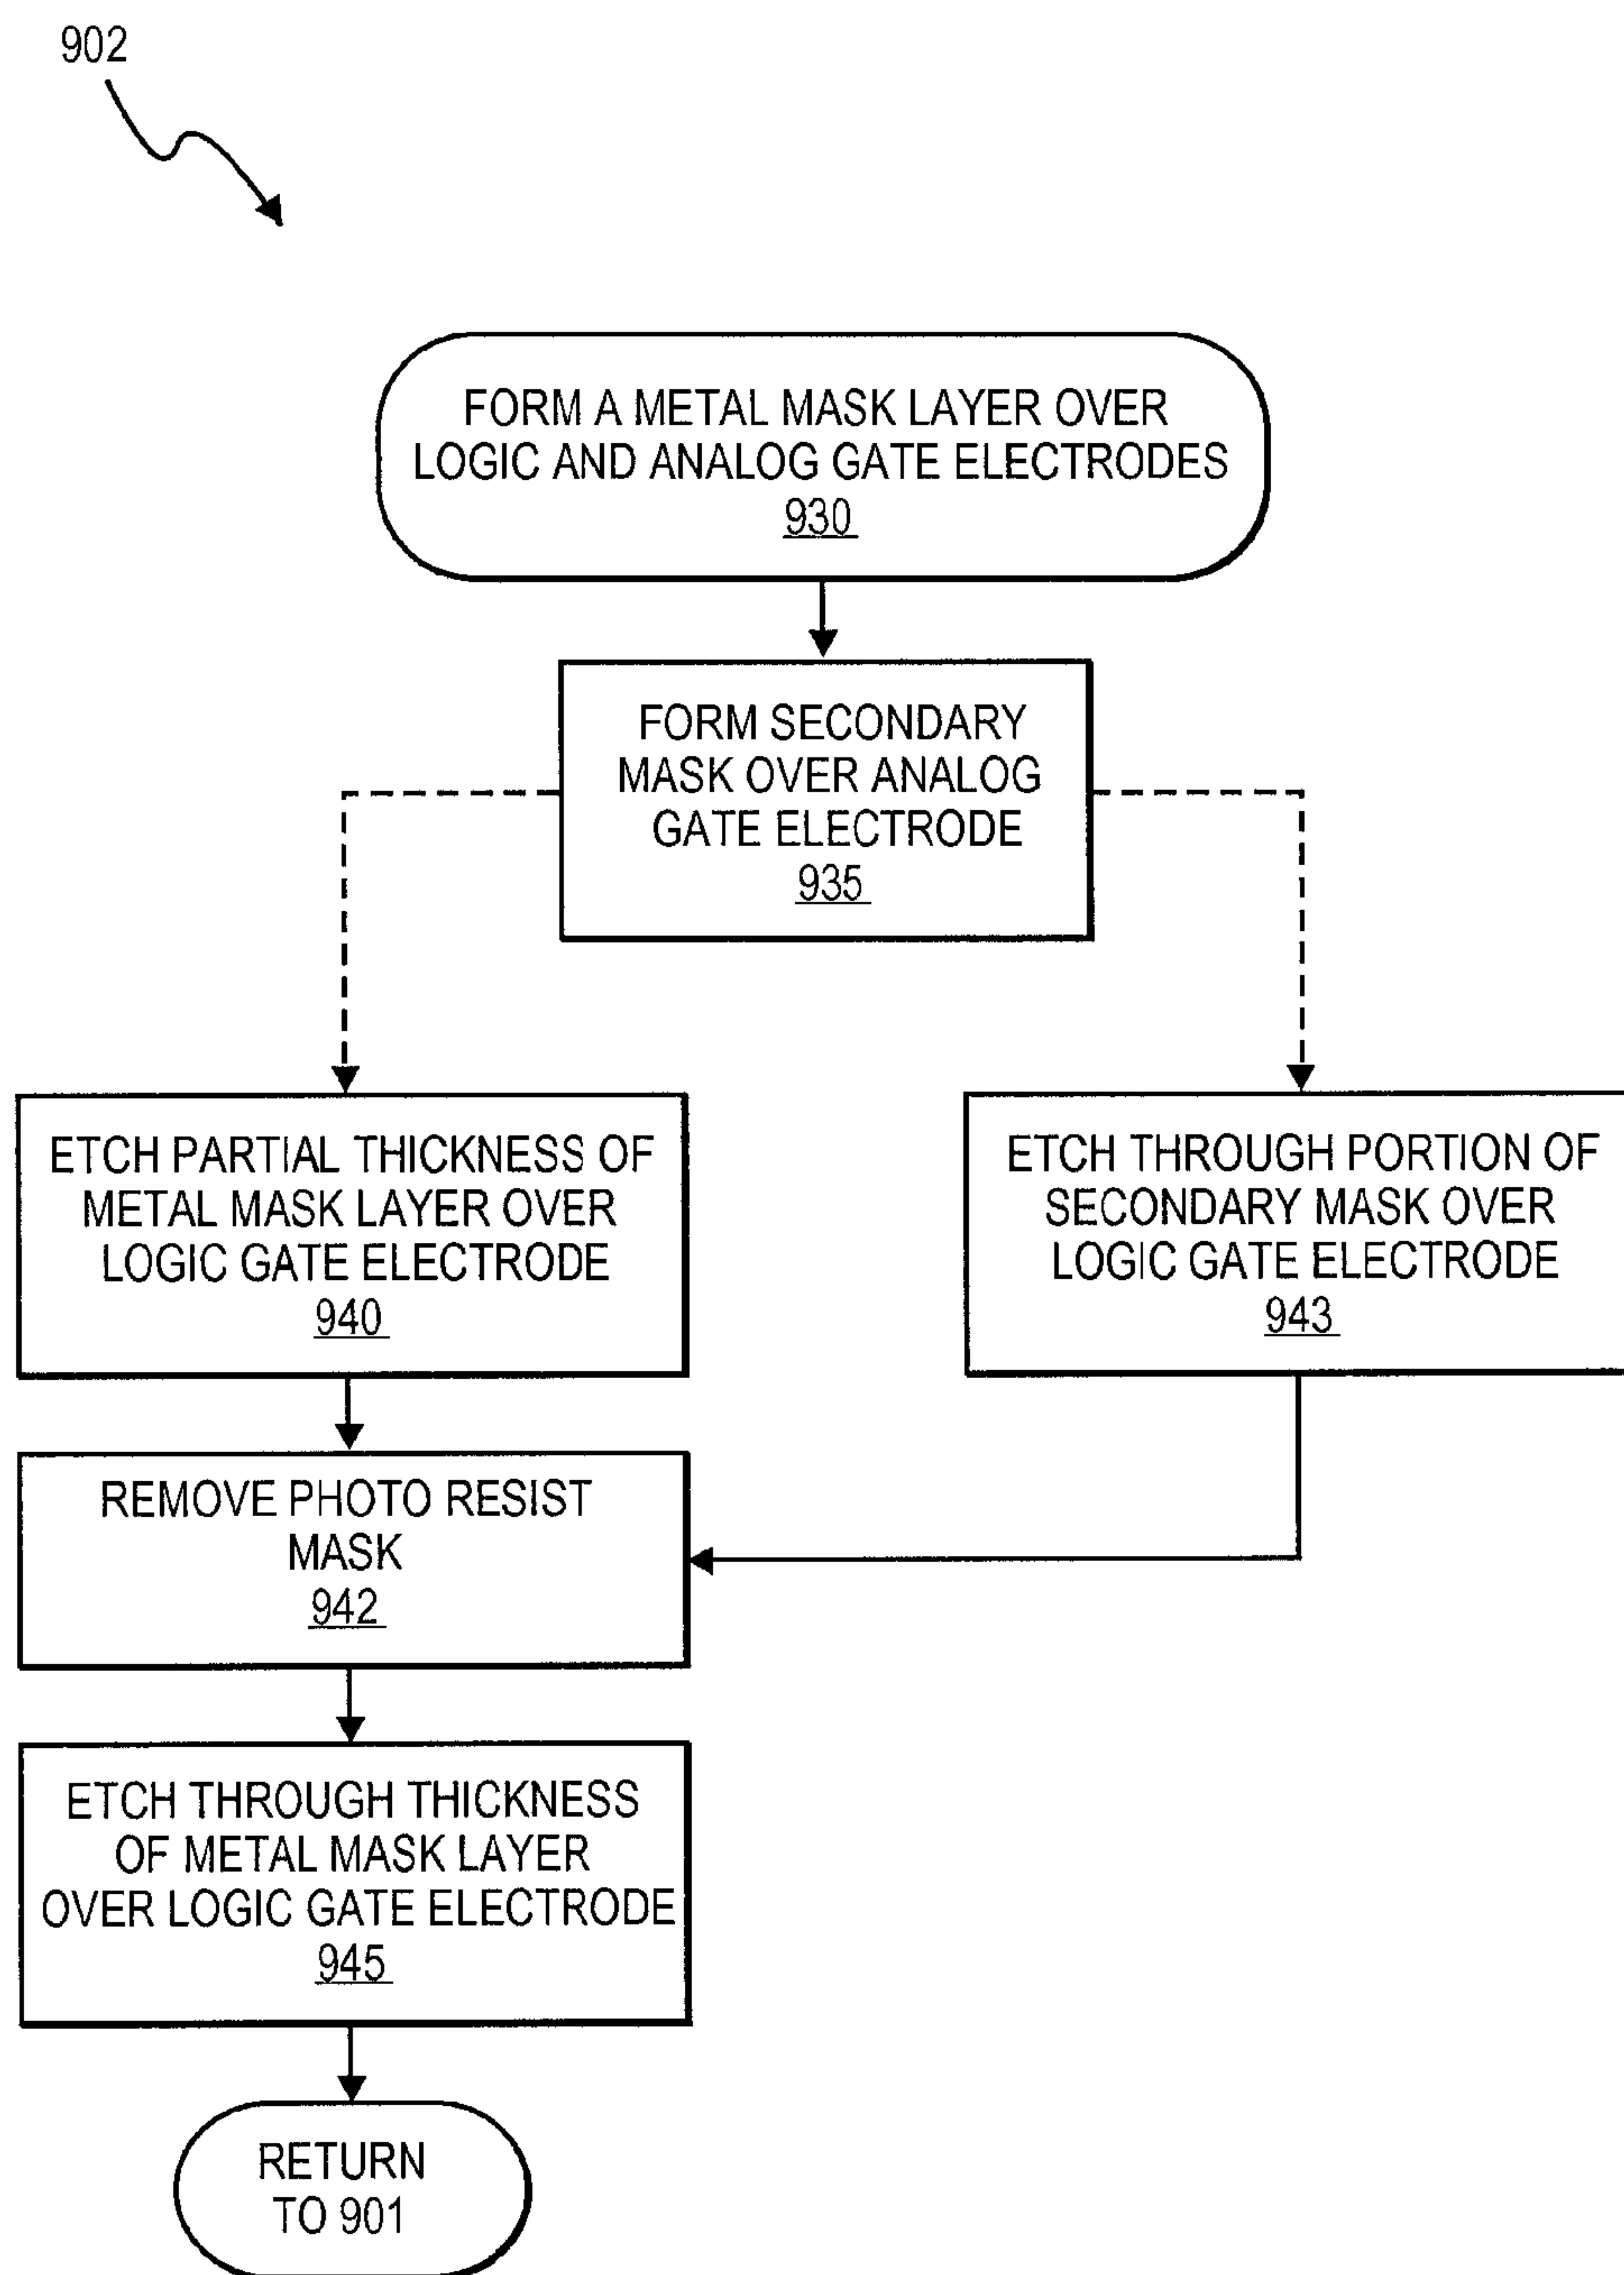 902
FORM A METAL MASK LAYER OVER
LOGIC AND ANALOG GATE ELECTRODES
930
FORM SECONDARY
MASK OVER ANALOG
GATE ELECTRODE
935
ETCH PARTIAL THICKNESS OF
METAL MASK LAYER OVER
LOGIC GATE ELECTRODE
940
ETCH THROUGH PORTION OF
SECONDARY MASK OVER
LOGIC GATE ELECTRODE
943
REMOVE PHOTO RESIST
MASK
942
ETCH THROUGH THICKNESS
OF METAL MASK LAYER
OVER LOGIC GATE ELECTRODE
945
RETURN
TO 901